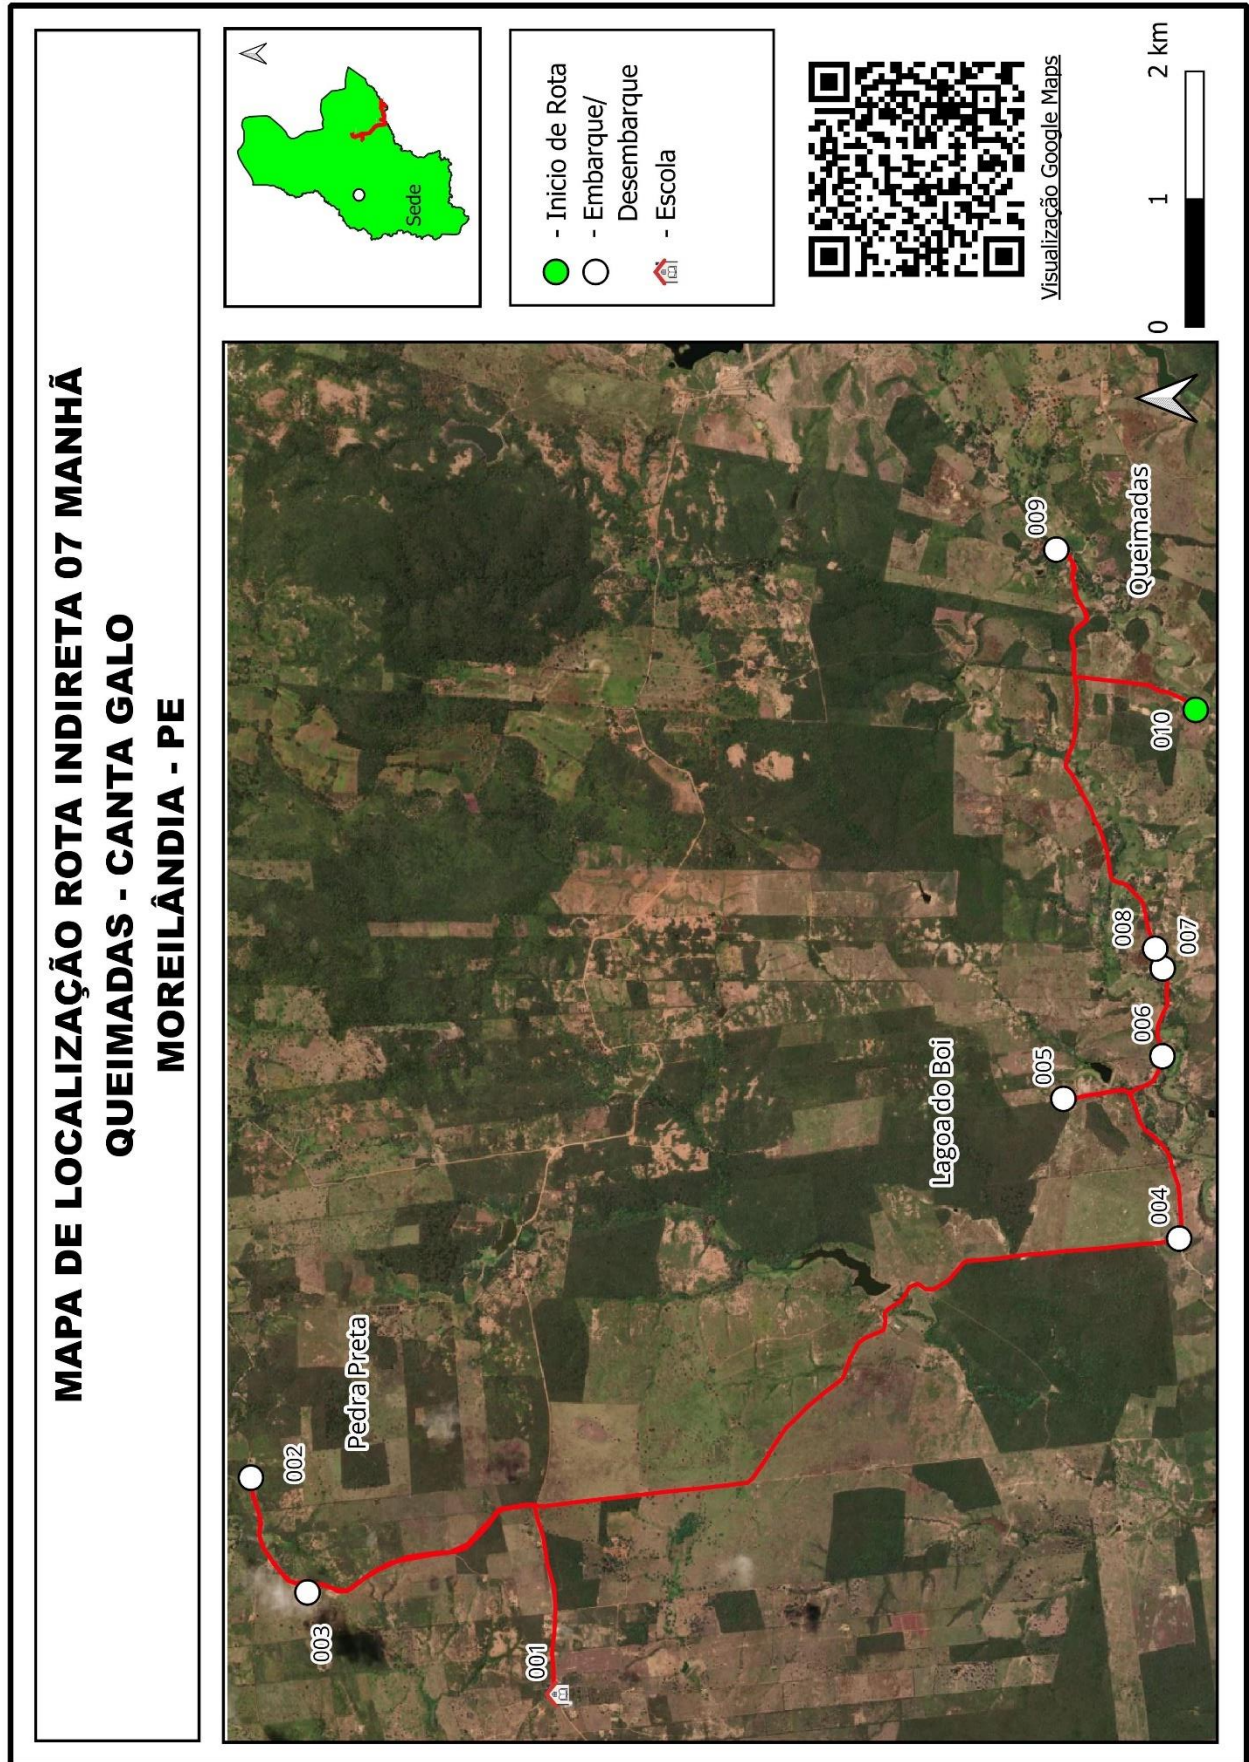 MAPA DE LOCALIZAÇÃO ROTA INDIRETA 07 MANHÃ
QUEIMADAS - CANTA GALO
MOREILÂNDIA - PE
Sede
- Inicio de Rota
- Embarque/
Desembarque
- Escola
Visualização Google Maps
0 1 2 km
002
Pedra Preta
003
001
Lagoa do Boi
005
009
Queimadas
008
006
004
010
007